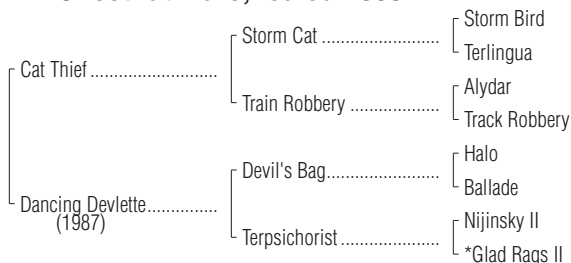 Storm Bird
Storm Cat ........................
Terlingua
Cat Thief ..........................
Alydar
Train Robbery ...................
Track Robbery
Halo
Devil's Bag........................
Ballade
Dancing Devlette...............
(1987)
Nijinsky II
Terpsichorist .....................
*Glad Rags II